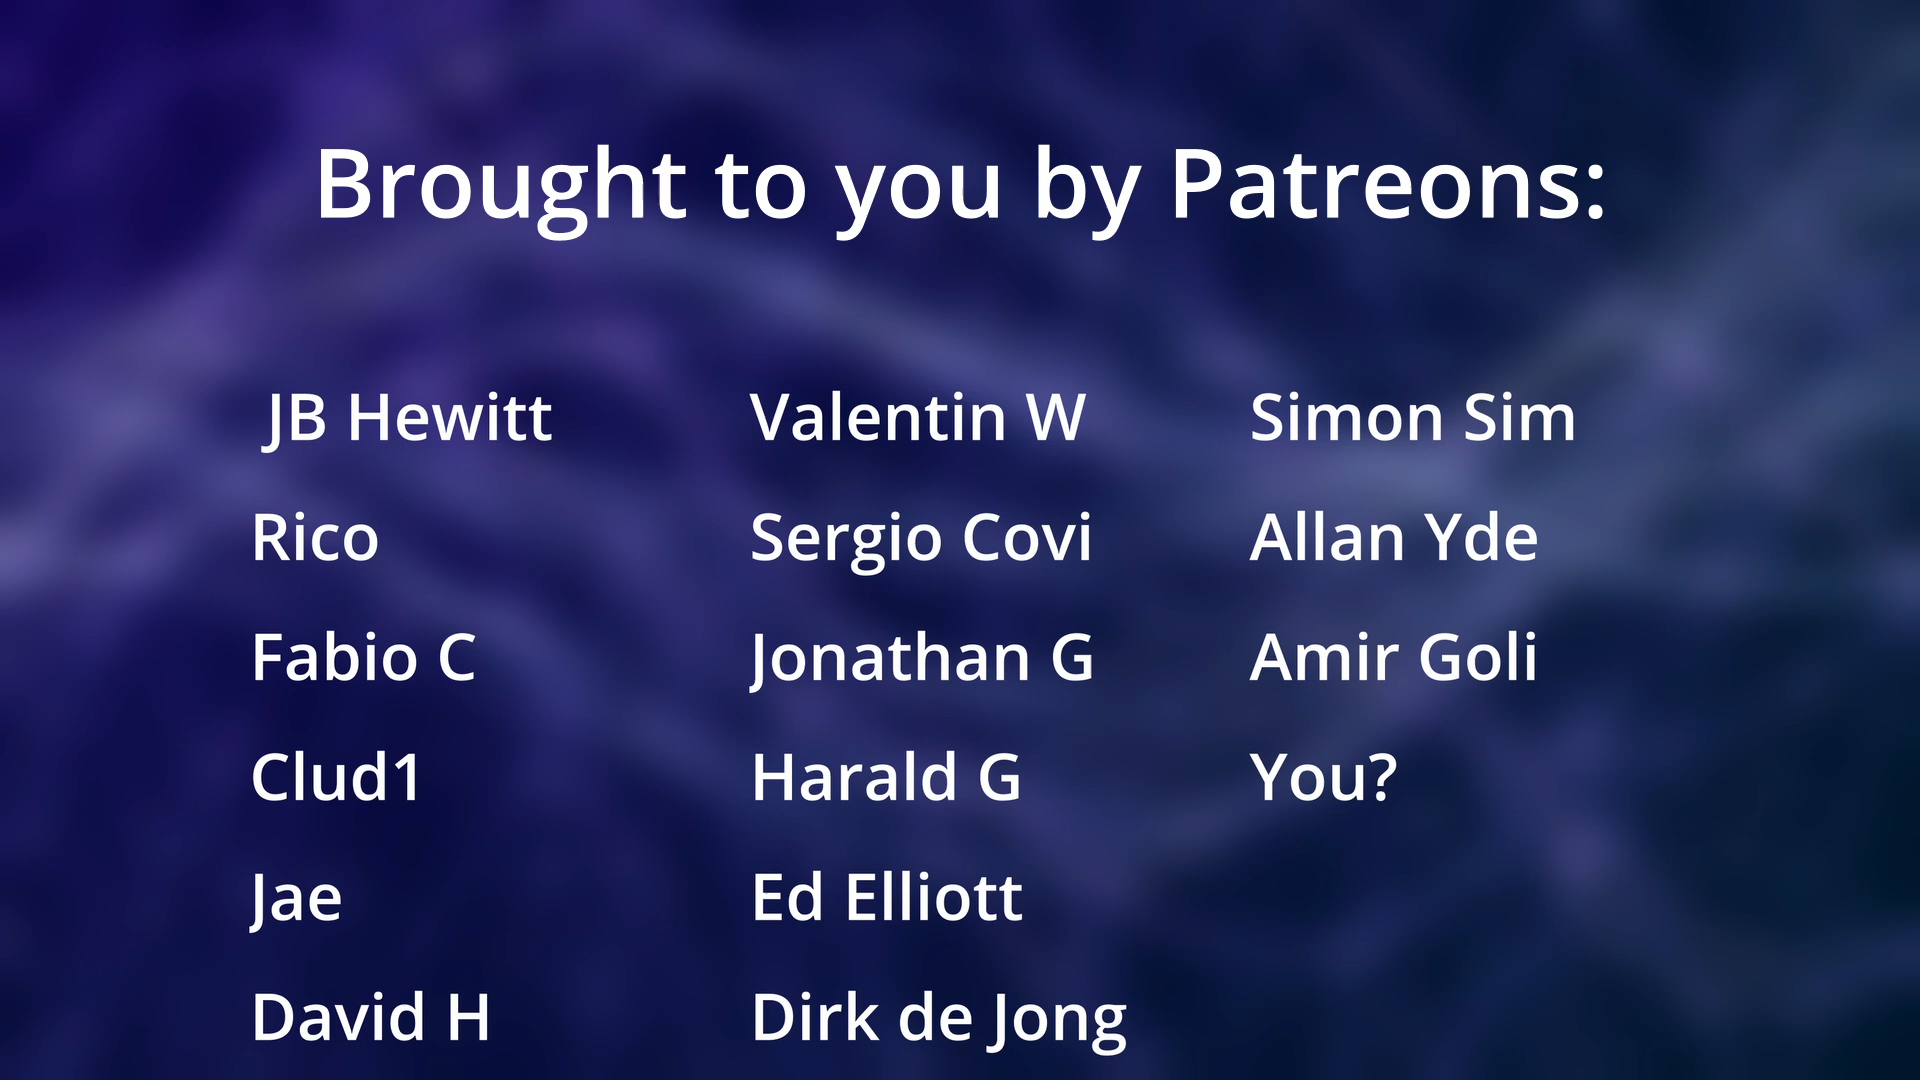 Brought to you by Patreons:
JB Hewitt
Rico
Fabio C
Clud1
Jae
David H
Valentin W
Sergio Covi
Jonathan G
Harald G
Ed Elliott
Dirk de Jong
Simon Sim
Allan Yde
Amir Goli
You?